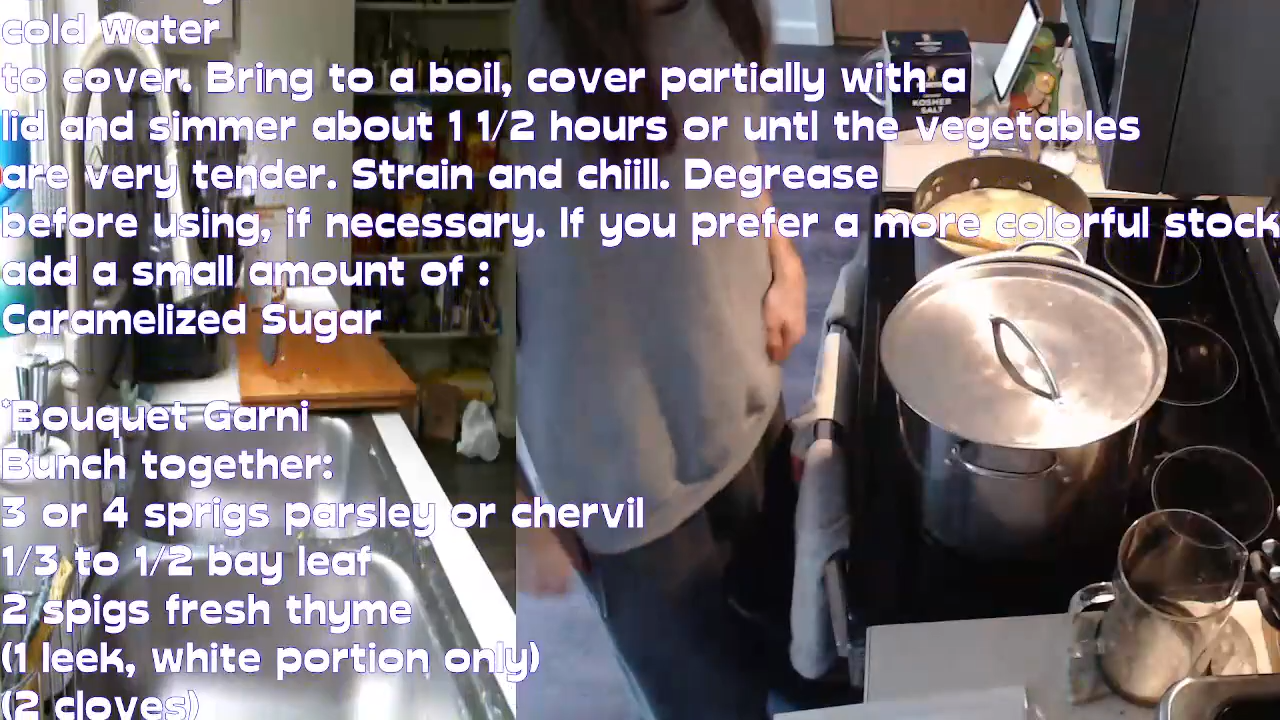 cold water
to cover. Bring to a boil, cover partially with a
lid and simmer about 1 1/2 hours or untl the vegetables
are very tender. Strain and chiill. Degrease
before using, if necessary. If you prefer a more colorful stock
add a small amount of :
Caramelized Sugar
*Bouquet Garni
Bunch together:
3 or 4 sprigs parsley or chervil
1/3 to 1/2 bay leaf
2 spigs fresh thyme
(1 leek, white portion only)
(2 cloves)
KOSHER
SALT